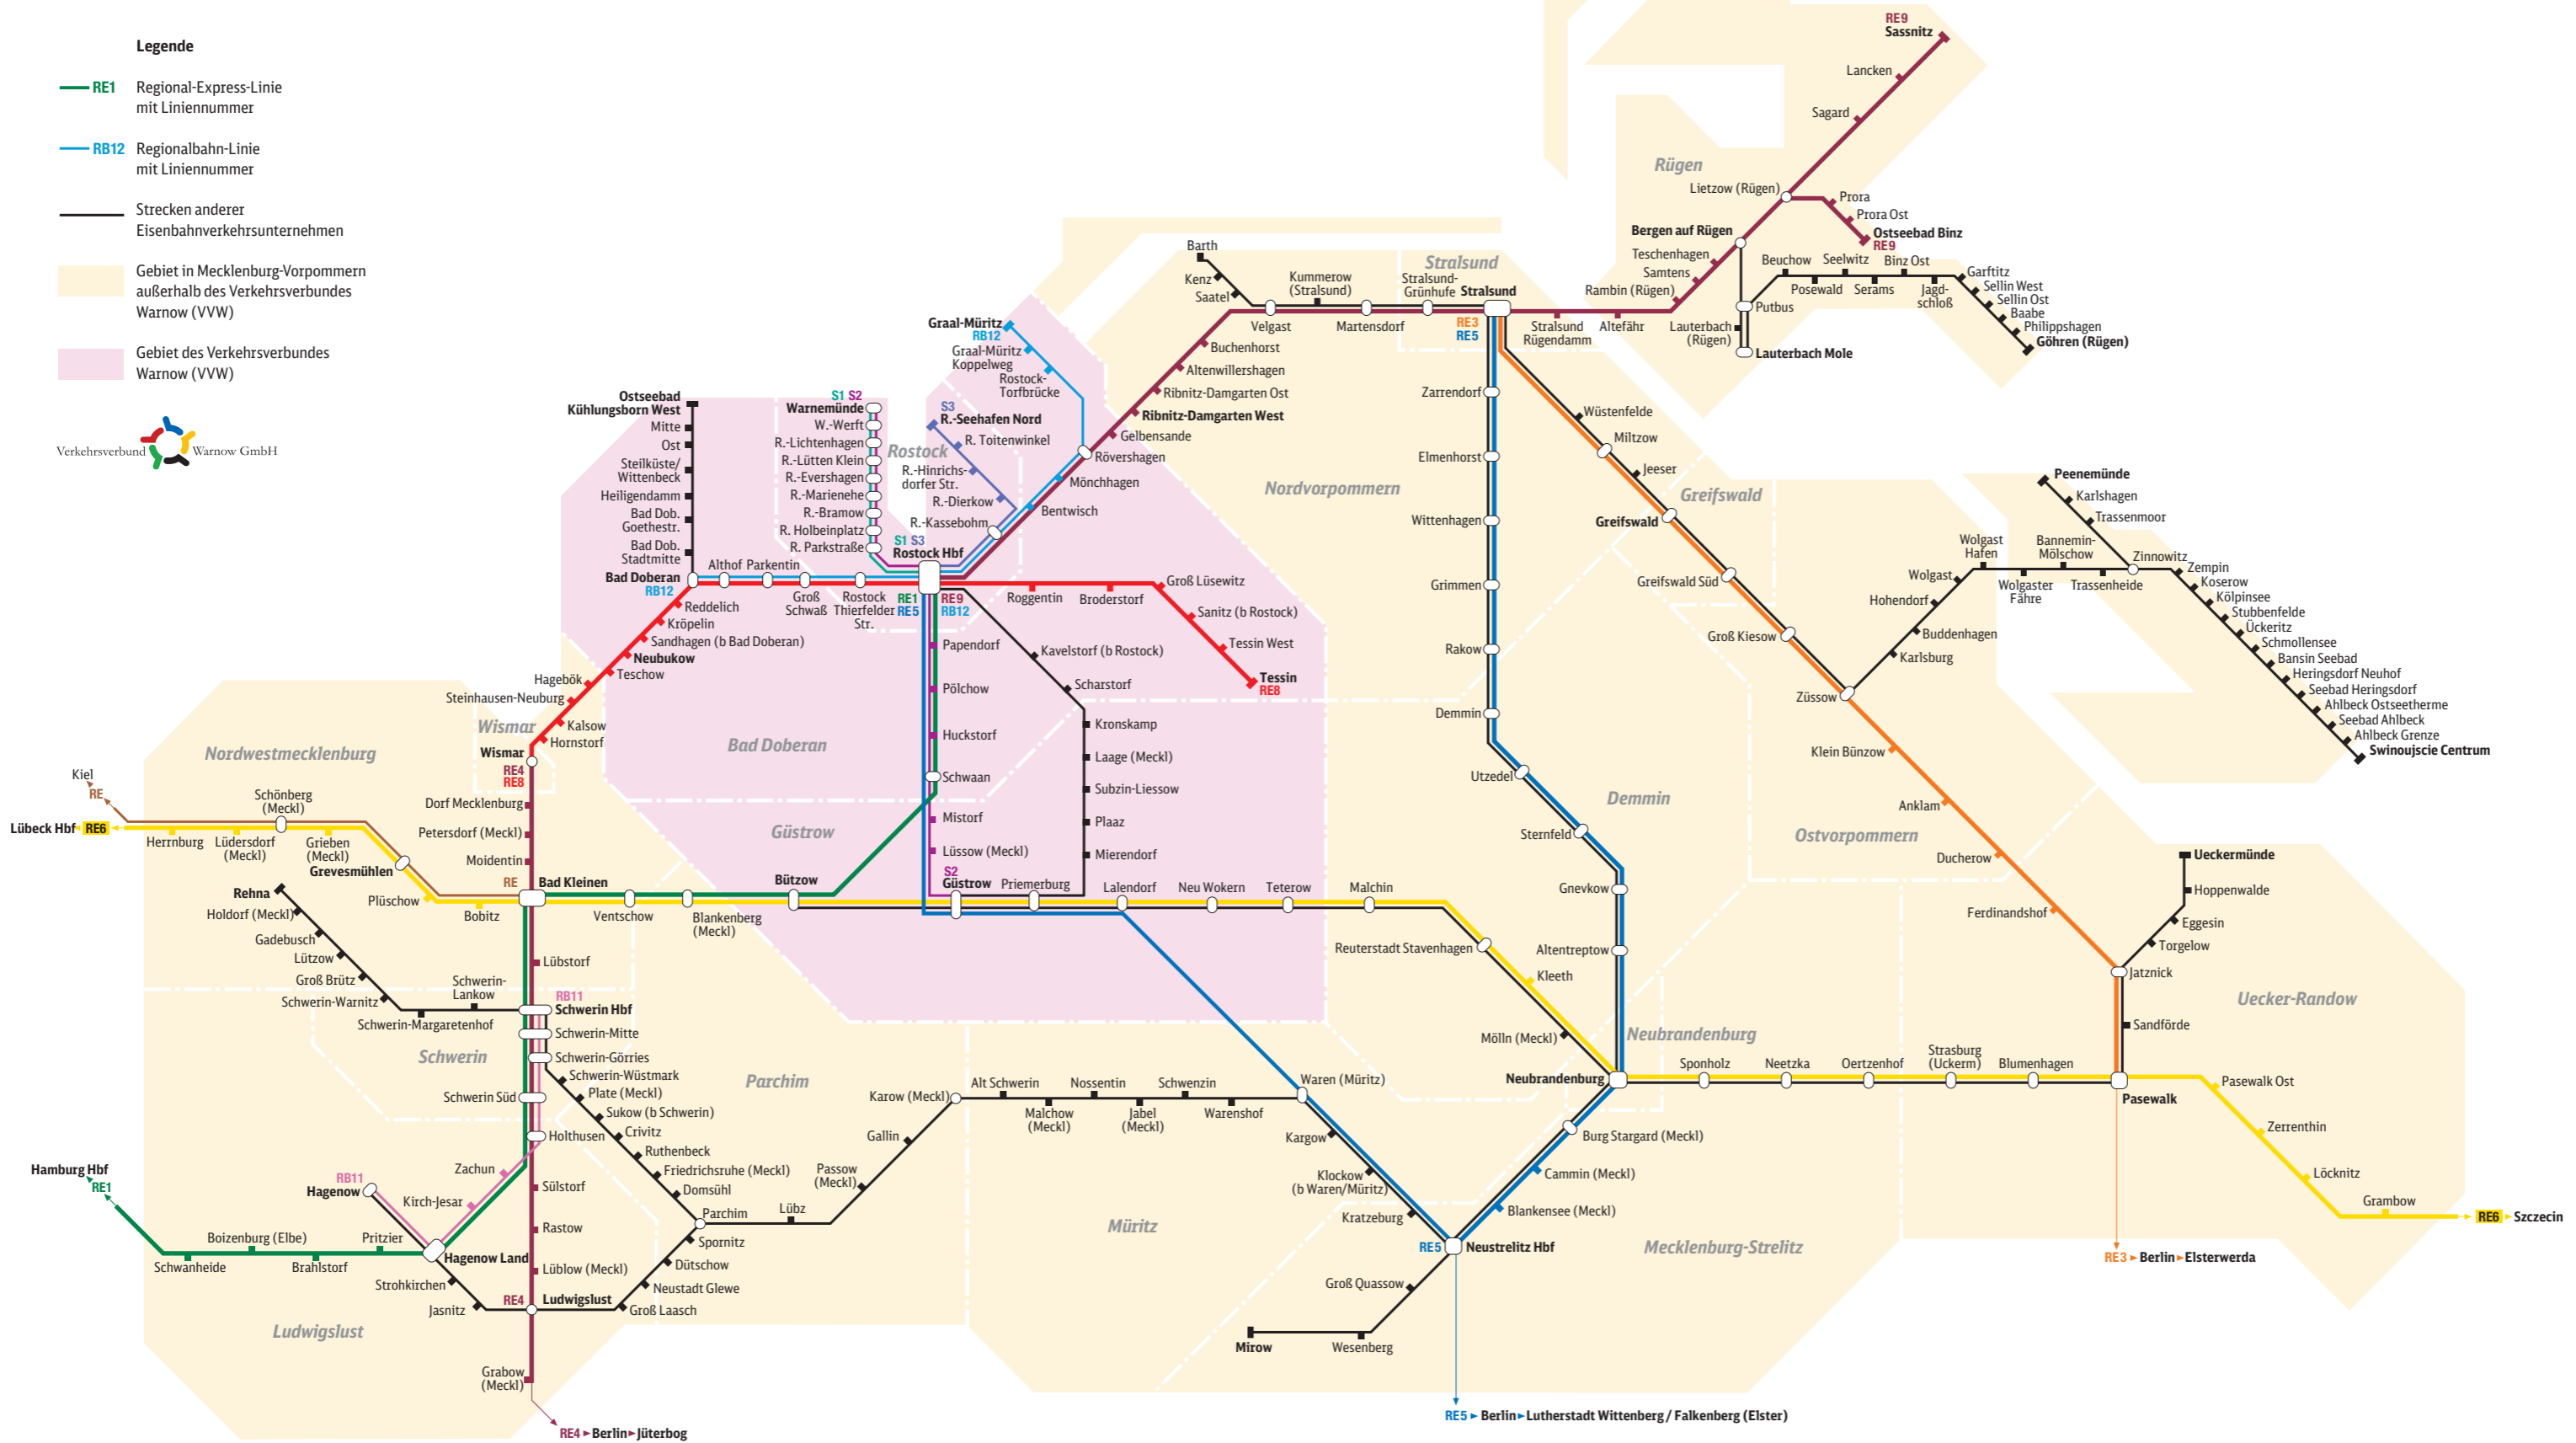 Legende
RE1
Regional-Express-Linie
mit Liniennummer
RB12
Regionalbahn-Linie
mit Liniennummer
Strecken anderer
Eisenbahnverkehrsunternehmen
Gebiet in Mecklenburg-Vorpommern
außerhalb des Verkehrsverbundes
Warnow (VVW)
Gebiet des Verkehrsverbundes
Warnow (VVW)
Verkehrsverbund Warnow GmbH
RE9
Sassnitz
Lancken
Sagard
Rügen
Lietzow (Rügen)
Prora
Prora Ost
Ostseebad Binz
RE9
Bergen auf Rügen
Teschenhagen
Samtens
Rambin (Rügen)
Beuchow
Seelwitz
Binz Ost
Posewald
Serams
Jagd-
schloß
Garftitz
Sellin West
Sellin Ost
Baabe
Philippshagen
Göhren (Rügen)
Putbus
Lauterbach
(Rügen)
Lauterbach Mole
Altefähr
Stralsund
Rügendamm
Stralsund
Stralsund
RE3
RE5
Stralsund-
Grünhufe
Martensdorf
Kummerow
(Stralsund)
Velgast
Barth
Kenz
Saatel
Buchenhorst
Altenwillershagen
Ribnitz-Damgarten Ost
Ribnitz-Damgarten West
Gelbensande
Rövershagen
Mönchhagen
Bentwisch
Graal-Müritz
RB12
Graal-Müritz
Koppelweg
Rostock-
Torfbrücke
S3
R.-Seehafen Nord
R. Toitenwinkel
R.-Hinrichs-
dorfer Str.
R.-Dierkow
R.-Kassebohm
Rostock
S1 S2
Warnemünde
W.-Werft
R.-Lichtenhagen
R.-Lütten Klein
R.-Evershagen
R.-Marienehe
R.-Bramow
R. Holbeinplatz
R. Parkstraße
S1 S3
Rostock Hbf
RE1
RE5
RE9
RB12
Ostseebad
Kühlungsborn West
Mitte
Ost
Steilküste/
Wittenbeck
Heiligendamm
Bad Dob.
Goethestr.
Bad Dob.
Stadtmitte
Bad Doberan
RB12
Althof
Parkentin
Groß
Schwaß
Rostock
Thierfelder
Str.
Reddelich
Kröpelin
Sandhagen (b Bad Doberan)
Neubukow
Teschow
Hagebök
Steinhausen-Neuburg
Kalsow
Hornstorf
Wismar
Wismar
RE4
RE8
Roggentin
Broderstorf
Groß Lüsewitz
Sanitz (b Rostock)
Tessin West
Tessin
RE8
Kavelstorf (b Rostock)
Scharstorf
Kronskamp
Laage (Meckl)
Subzin-Liessow
Plaaz
Mierendorf
Papendorf
Pölchow
Huckstorf
Schwaan
Mistorf
Lüssow (Meckl)
S2
Güstrow
Priemerburg
Lalendorf
Neu Wokern
Teterow
Malchin
Bad Doberan
Güstrow
Nordvorpommern
Zarrendorf
Elmenhorst
Wittenhagen
Grimmen
Rakow
Demmin
Utzedel
Sternfeld
Gnevkow
Altentreptow
Demmin
Wüstenfelde
Miltzow
Jeeser
Greifswald
Greifswald
Greifswald Süd
Groß Kiesow
Züssow
Karlsburg
Buddenhagen
Hohendorf
Wolgast
Wolgast
Hafen
Wolgaster
Fähre
Bannemin-
Mölschow
Trassenheide
Zinnowitz
Peenemünde
Karlshagen
Trassenmoor
Zempin
Koserow
Kölpinsee
Stubbenfelde
Ückeritz
Schmollensee
Bansin Seebad
Heringsdorf Neuhof
Seebad Heringsdorf
Ahlbeck Ostseetherme
Seebad Ahlbeck
Ahlbeck Grenze
Swinoujscie Centrum
Klein Bünzow
Anklam
Ducherow
Ferdinandshof
Ostvorpommern
Ueckermünde
Hoppenwalde
Eggesin
Torgelow
Jatznick
Sandförde
Uecker-Randow
Nordwestmecklenburg
Kiel
RE
Lübeck Hbf RE6
Herrnburg
Lüdersdorf
(Meckl)
Schönberg
(Meckl)
Grieben
(Meckl)
Grevesmühlen
Plüschow
Bobitz
Dorf Mecklenburg
Petersdorf (Meckl)
Moidentin
RE
Bad Kleinen
Ventschow
Blankenberg
(Meckl)
Bützow
Rehna
Holdorf (Meckl)
Gadebusch
Lützow
Groß Brütz
Schwerin-Warnitz
Schwerin-Margaretenhof
Schwerin-
Lankow
Lübstorf
RB11
Schwerin Hbf
Schwerin-Mitte
Schwerin-Görries
Schwerin-Wüstmark
Plate (Meckl)
Sukow (b Schwerin)
Crivitz
Ruthenbeck
Friedrichsruhe (Meckl)
Domsühl
Parchim
Schwerin
Schwerin Süd
Holthusen
Zachun
Kirch-Jesar
RB11
Hagenow
Hagenow Land
Hamburg Hbf
RE1
Schwanheide
Boizenburg (Elbe)
Brahlstorf
Pritzier
Strohkirchen
Jasnitz
Sülstorf
Rastow
Lüblow (Meckl)
RE4
Ludwigslust
Groß Laasch
Neustadt Glewe
Dütschow
Spornitz
Ludwigslust
Grabow
(Meckl)
RE4 Berlin Jüterbog
Parchim
Lübz
Passow
(Meckl)
Gallin
Karow (Meckl)
Alt Schwerin
Malchow
(Meckl)
Nossentin
Jabel
(Meckl)
Schwenzin
Warenshof
Waren (Müritz)
Kargow
Klockow
(b Waren/Müritz)
Kratzeburg
Müritz
RE5
Neustrelitz Hbf
Groß Quassow
Wesenberg
Mirow
RE5 Berlin Lutherstadt Wittenberg / Falkenberg (Elster)
Mecklenburg-Strelitz
Reuterstadt Stavenhagen
Kleeth
Mölln (Meckl)
Neubrandenburg
Neubrandenburg
Burg Stargard (Meckl)
Cammin (Meckl)
Blankensee (Meckl)
Sponholz
Neetzka
Oertzenhof
Strasburg
(Uckerm)
Blumenhagen
Pasewalk
Pasewalk Ost
Zerrenthin
Löcknitz
Grambow
RE6 Szczecin
RE3 Berlin Elsterwerda